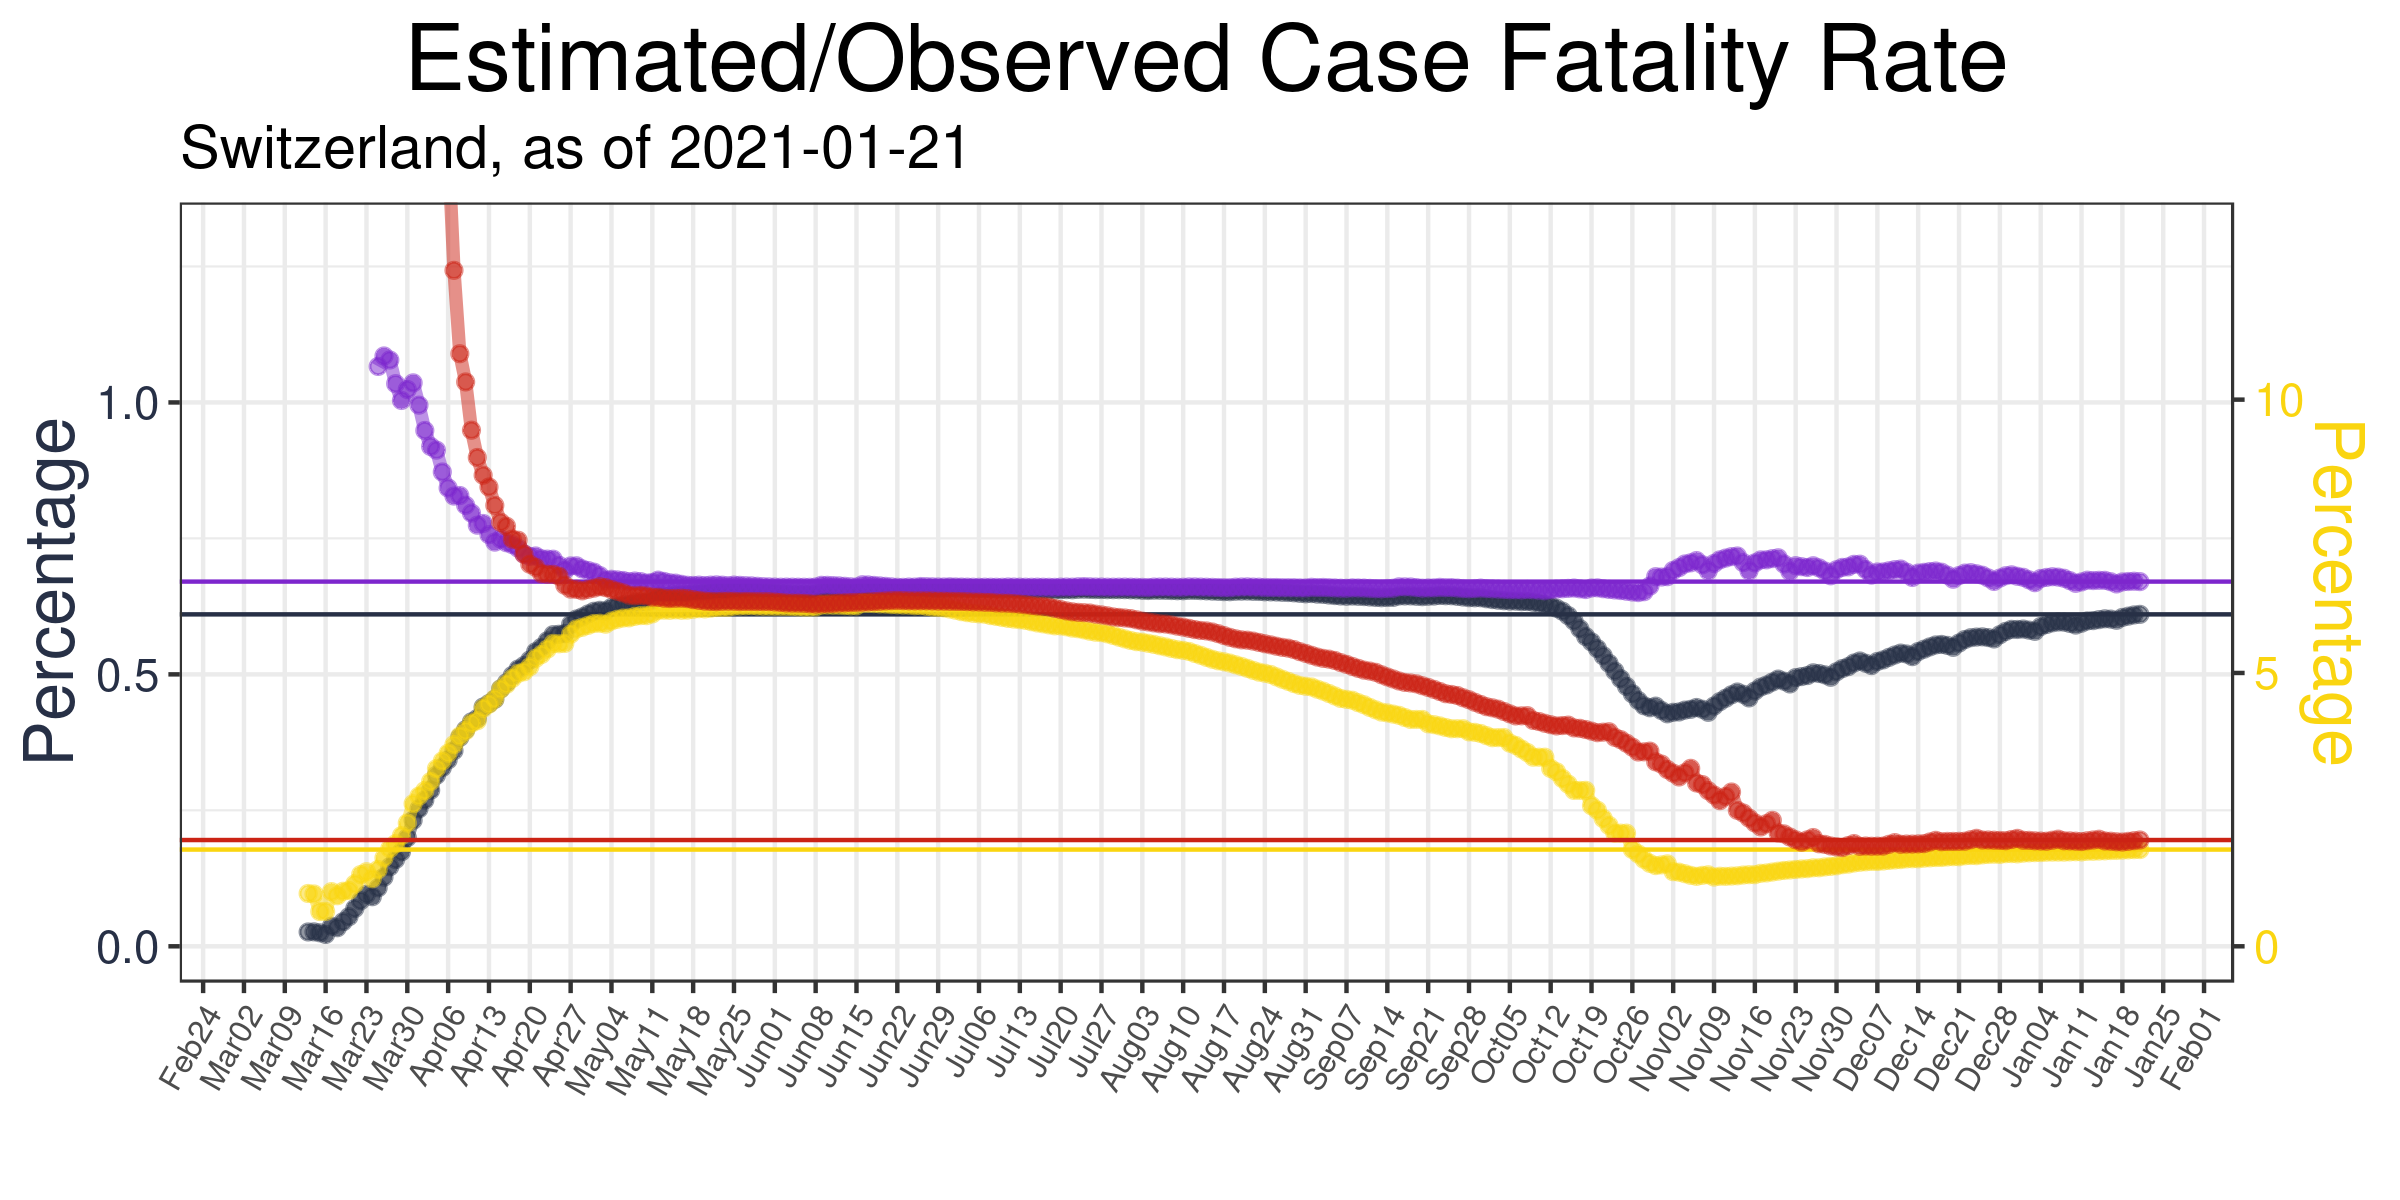 Estimated/Observed Case Fatality Rate
Switzerland, as of 2021-01-21
Percentage
1.0
0.5
0.0
10
5
0
Percentage
Feb24
Mar02
Mar09
Mar16
Mar23
Mar30
Apr06
Apr13
Apr20
Apr27
May04
May11
May18
May25
Jun01
Jun08
Jun15
Jun22
Jun29
Jul06
Jul13
Jul20
Jul27
Aug03
Aug10
Aug17
Aug24
Aug31
Sep07
Sep14
Sep21
Sep28
Oct05
Oct12
Oct19
Oct26
Nov02
Nov09
Nov16
Nov23
Nov30
Dec07
Dec14
Dec21
Dec28
Jan04
Jan11
Jan18
Jan25
Feb01